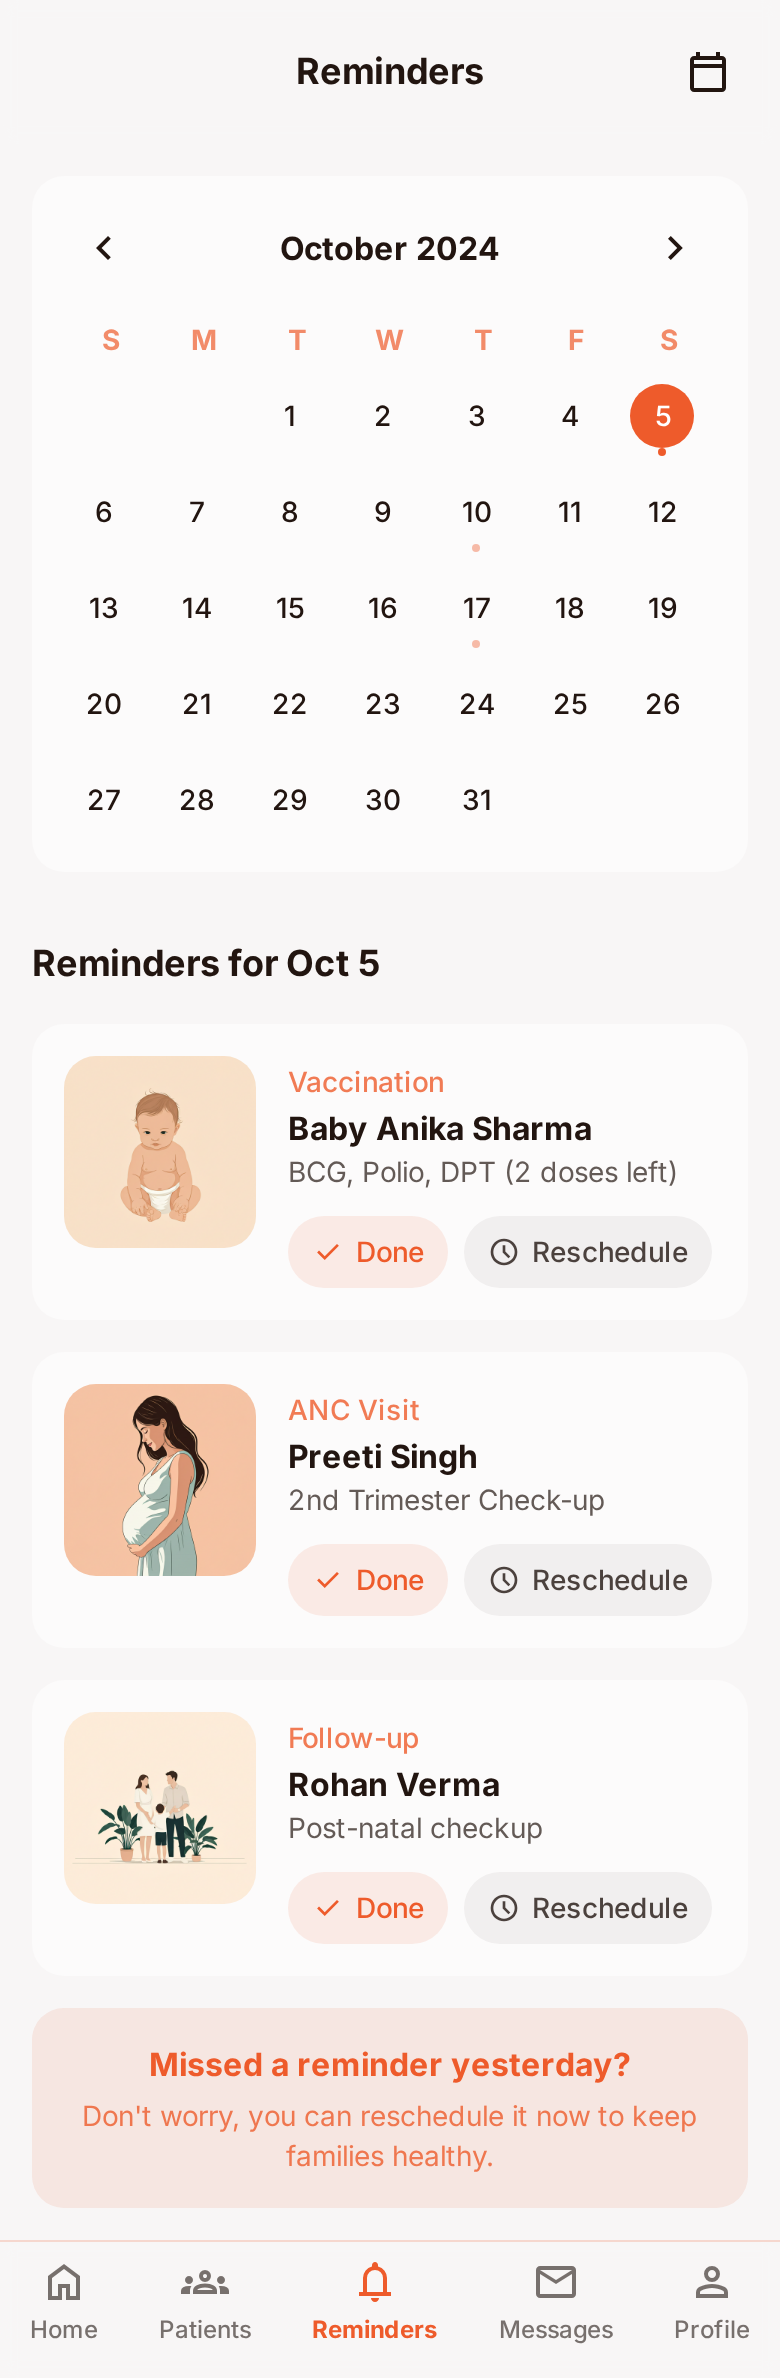 Reminders
October 2024
S M T W T F S
1 2 3 4 5
6 7 8 9 10 11 12
13 14 15 16 17 18 19
20 21 22 23 24 25 26
27 28 29 30 31
Reminders for Oct 5
Vaccination
Baby Anika Sharma
BCG, Polio, DPT (2 doses left)
Done Reschedule
ANC Visit
Preeti Singh
2nd Trimester Check-up
Done Reschedule
Follow-up
Rohan Verma
Post-natal checkup
Done Reschedule
Missed a reminder yesterday?
Don't worry, you can reschedule it now to keep
families healthy.
Home Patients Reminders Messages Profile